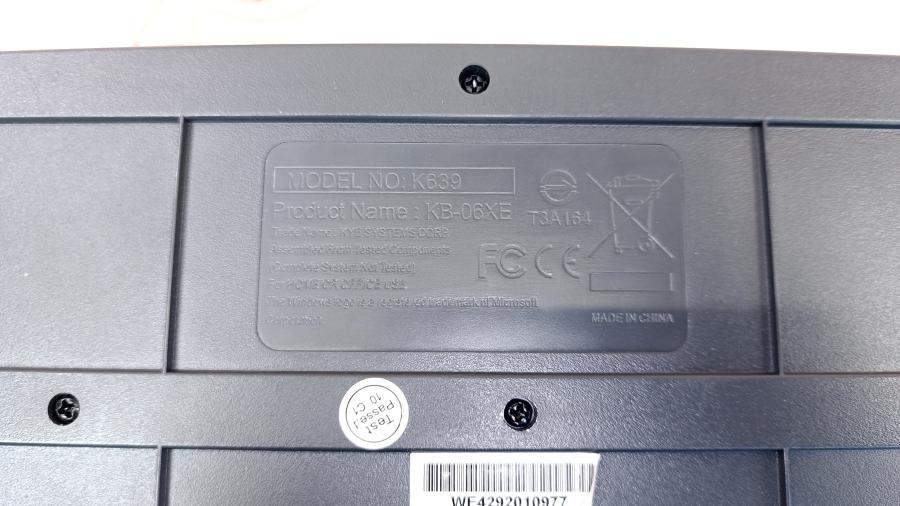 MODEL NO: K639
Product Name : KB-06XE
Trade Name: KYE SYSTEMS CORP.
Assembled From Tested Components
(Complete System Not Tested)
For HOME OR OFFICE USE.
The Windows logo is a registered trademark of Microsoft
Corporation.
T3A164
FC CE
MADE IN CHINA
Test
Passed
10 C1
WE4292010977